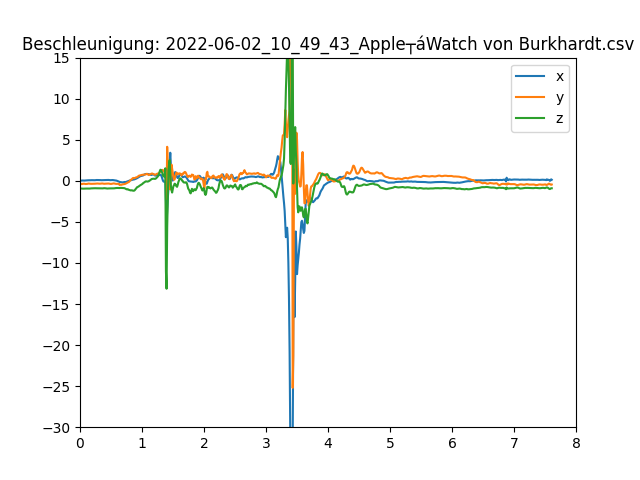 Beschleunigung: 2022-06-02_10_49_43_Apple┬áWatch von Burkhardt.csv
15
10
5
0
−5
−10
−15
−20
−25
−30
0 1 2 3 4 5 6 7 8
x
y
z